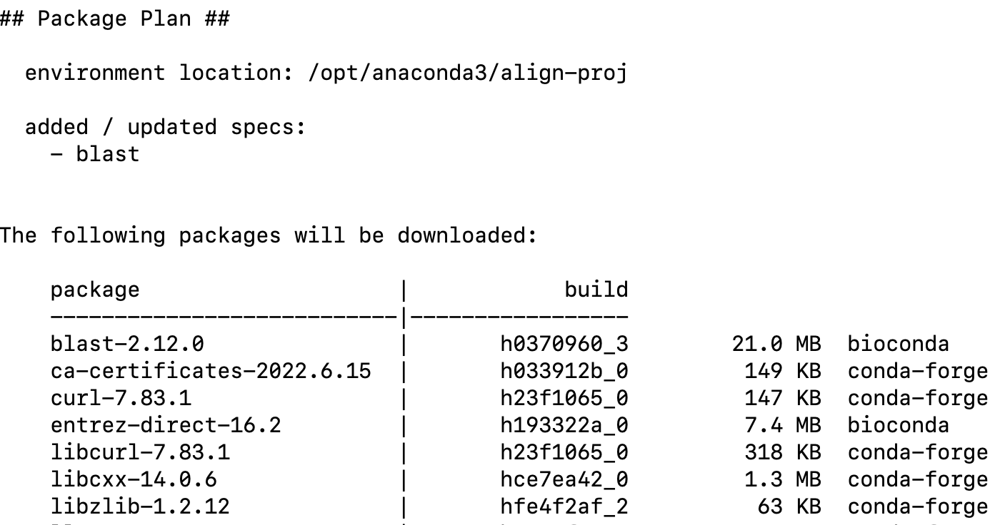 ## Package Plan ##
environment location: /opt/anaconda3/align-proj
added / updated specs:
- blast
The following packages will be downloaded:
package | build
---------------------------|-----------------
blast-2.12.0 | h0370960_3 21.0 MB bioconda
ca-certificates-2022.6.15 | h033912b_0 149 KB conda-forge
curl-7.83.1 | h23f1065_0 147 KB conda-forge
entrez-direct-16.2 | h193322a_0 7.4 MB bioconda
libcurl-7.83.1 | h23f1065_0 318 KB conda-forge
libcxx-14.0.6 | hce7ea42_0 1.3 MB conda-forge
libzlib-1.2.12 | hfe4f2af_2 63 KB conda-forge